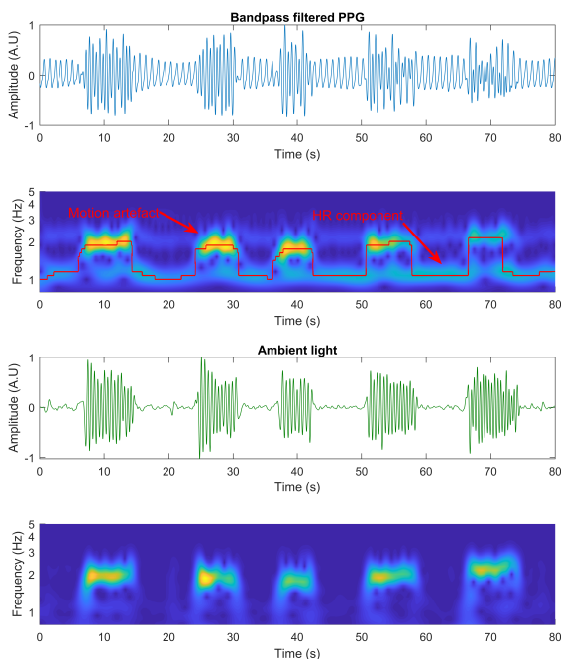 Bandpass filtered PPG
Amplitude (A.U)
1
0
-1
0 10 20 30 40 50 60 70 80
Time (s)
Frequency (Hz)
5
4
3
2
1
Motion artefact
HR component
0 10 20 30 40 50 60 70 80
Time (s)
Ambient light
Amplitude (A.U)
1
0
-1
0 10 20 30 40 50 60 70 80
Time (s)
Frequency (Hz)
5
4
3
2
1
0 10 20 30 40 50 60 70 80
Time (s)